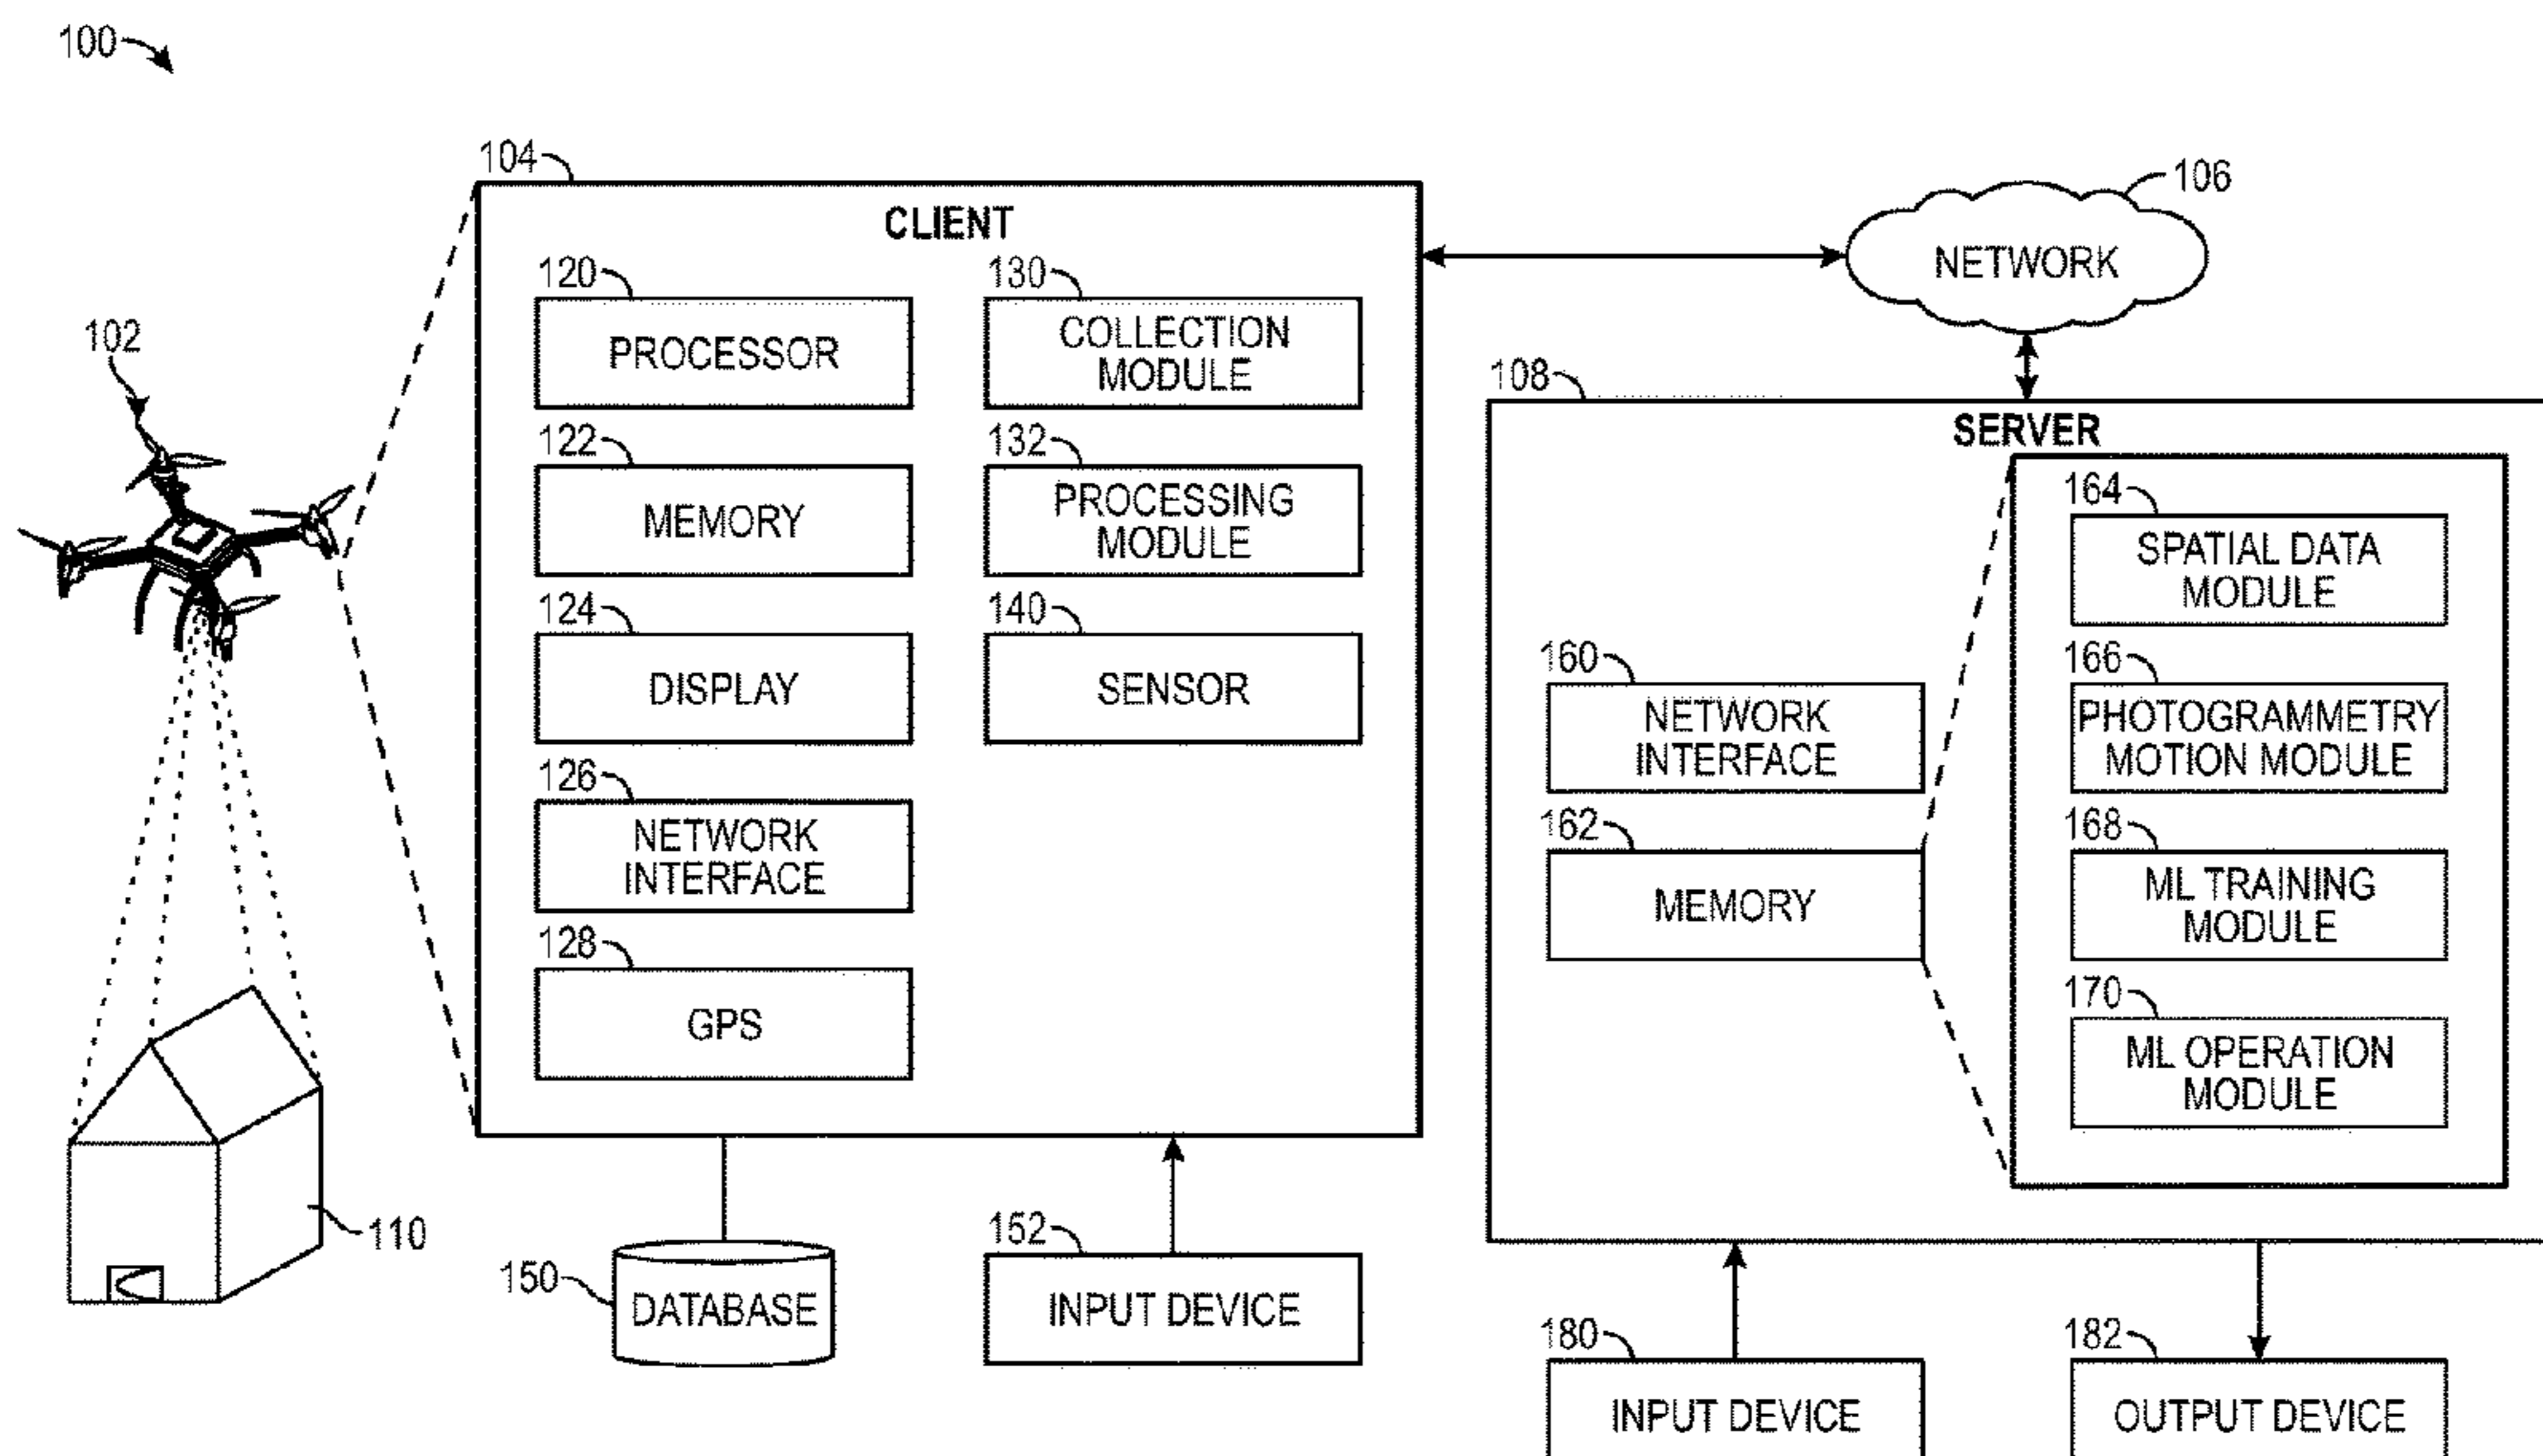 100
104
CLIENT
106
NETWORK
102
120
PROCESSOR
130
COLLECTION
MODULE
122
MEMORY
132
PROCESSING
MODULE
124
DISPLAY
140
SENSOR
126
NETWORK
INTERFACE
128
GPS
110
150
DATABASE
152
INPUT DEVICE
108
SERVER
160
NETWORK
INTERFACE
162
MEMORY
164
SPATIAL DATA
MODULE
166
PHOTOGRAMMETRY
MOTION MODULE
168
ML TRAINING
MODULE
170
ML OPERATION
MODULE
180
INPUT DEVICE
182
OUTPUT DEVICE